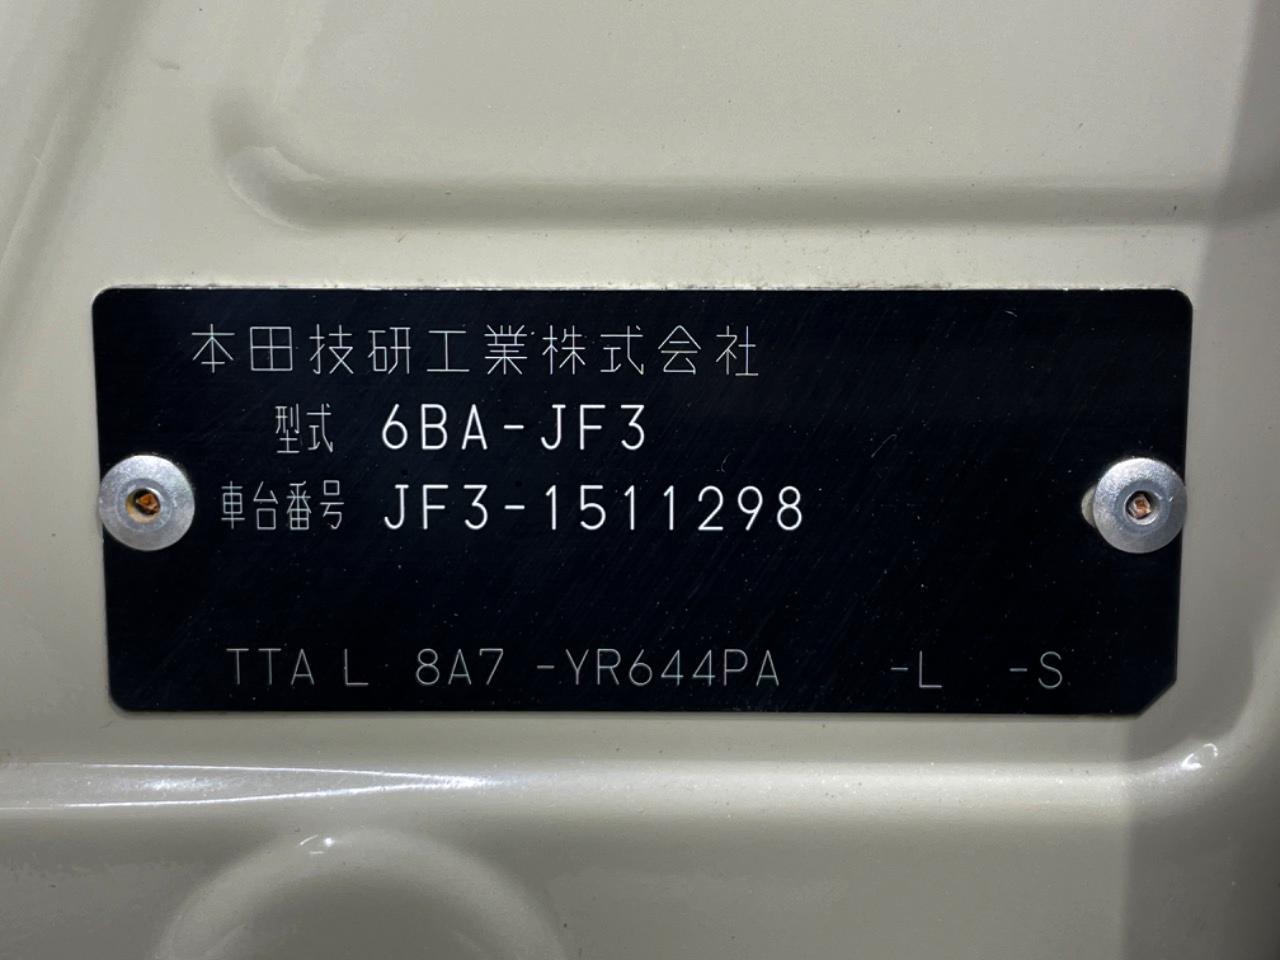 本田技研工業株式会社
型式 6BA-JF3
車台番号 JF3-1511298
TTA L 8A7 -YR644PA -L -S